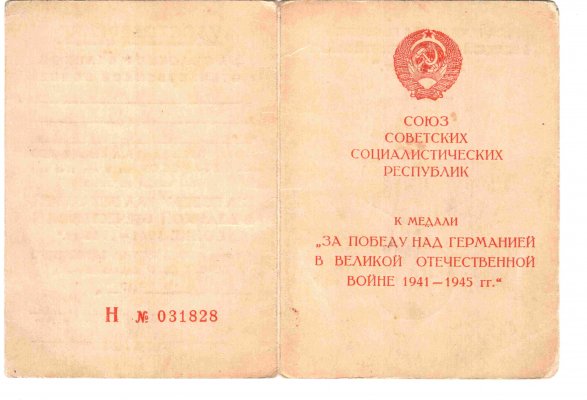 Н № 031828
СОЮЗ
СОВЕТСКИХ
СОЦИАЛИСТИЧЕСКИХ
РЕСПУБЛИК
К МЕДАЛИ
„ЗА ПОБЕДУ НАД ГЕРМАНИЕЙ
В ВЕЛИКОЙ ОТЕЧЕСТВЕННОЙ
ВОЙНЕ 1941 — 1945 гг.“